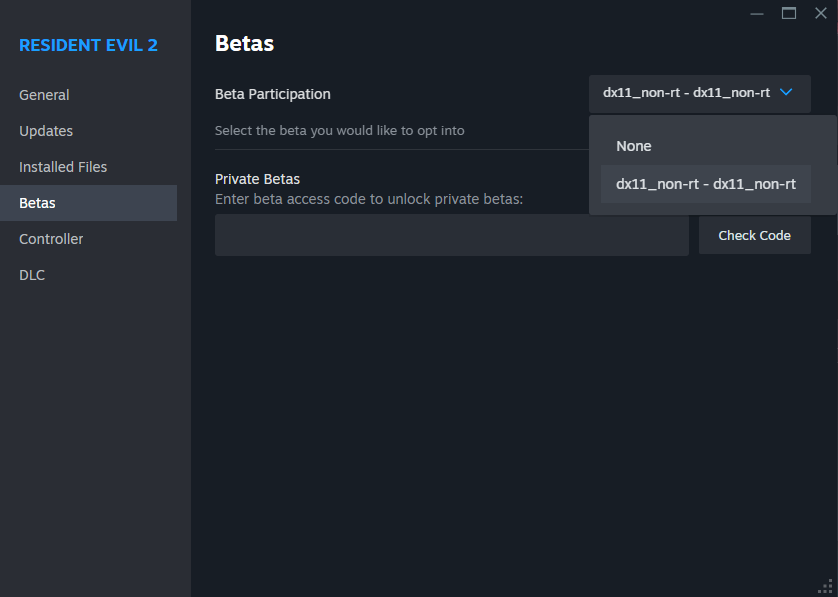 RESIDENT EVIL 2
General
Updates
Installed Files
Betas
Controller
DLC
Betas
Beta Participation
dx11_non-rt - dx11_non-rt
Select the beta you would like to opt into
None
dx11_non-rt - dx11_non-rt
Private Betas
Enter beta access code to unlock private betas:
Check Code